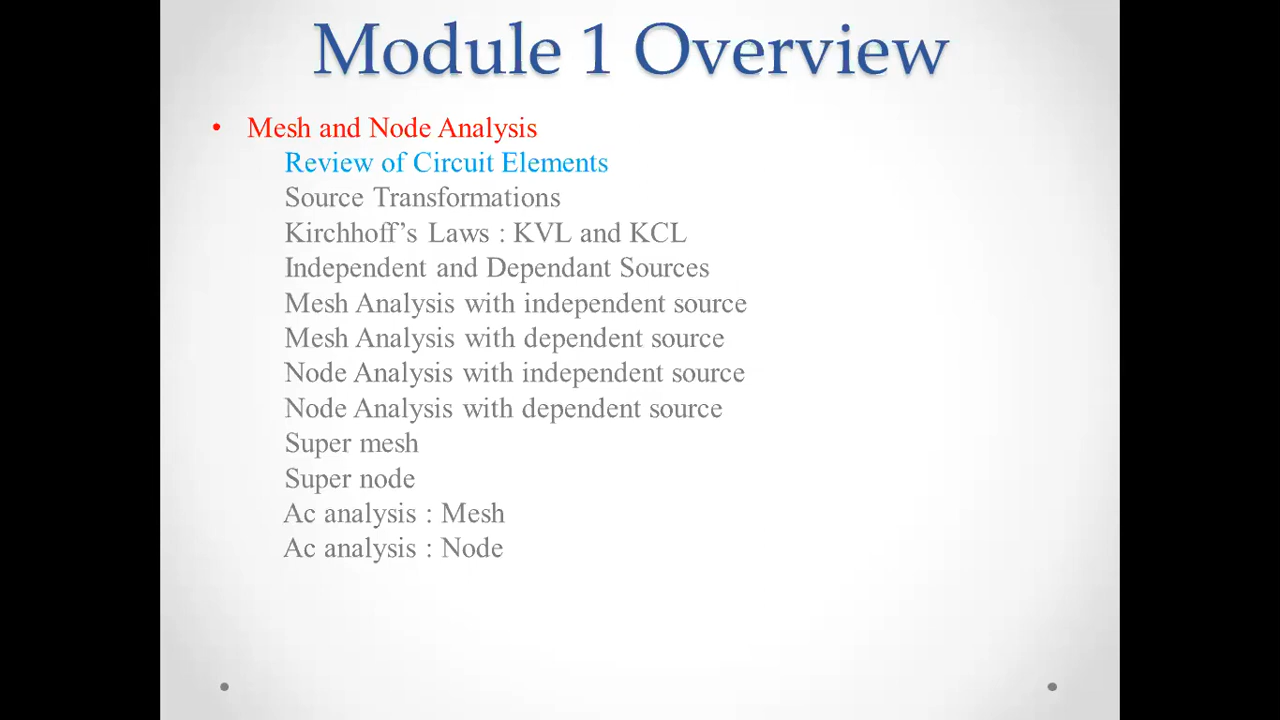 Module 1 Overview
• Mesh and Node Analysis
Review of Circuit Elements
Source Transformations
Kirchhoff’s Laws : KVL and KCL
Independent and Dependant Sources
Mesh Analysis with independent source
Mesh Analysis with dependent source
Node Analysis with independent source
Node Analysis with dependent source
Super mesh
Super node
Ac analysis : Mesh
Ac analysis : Node